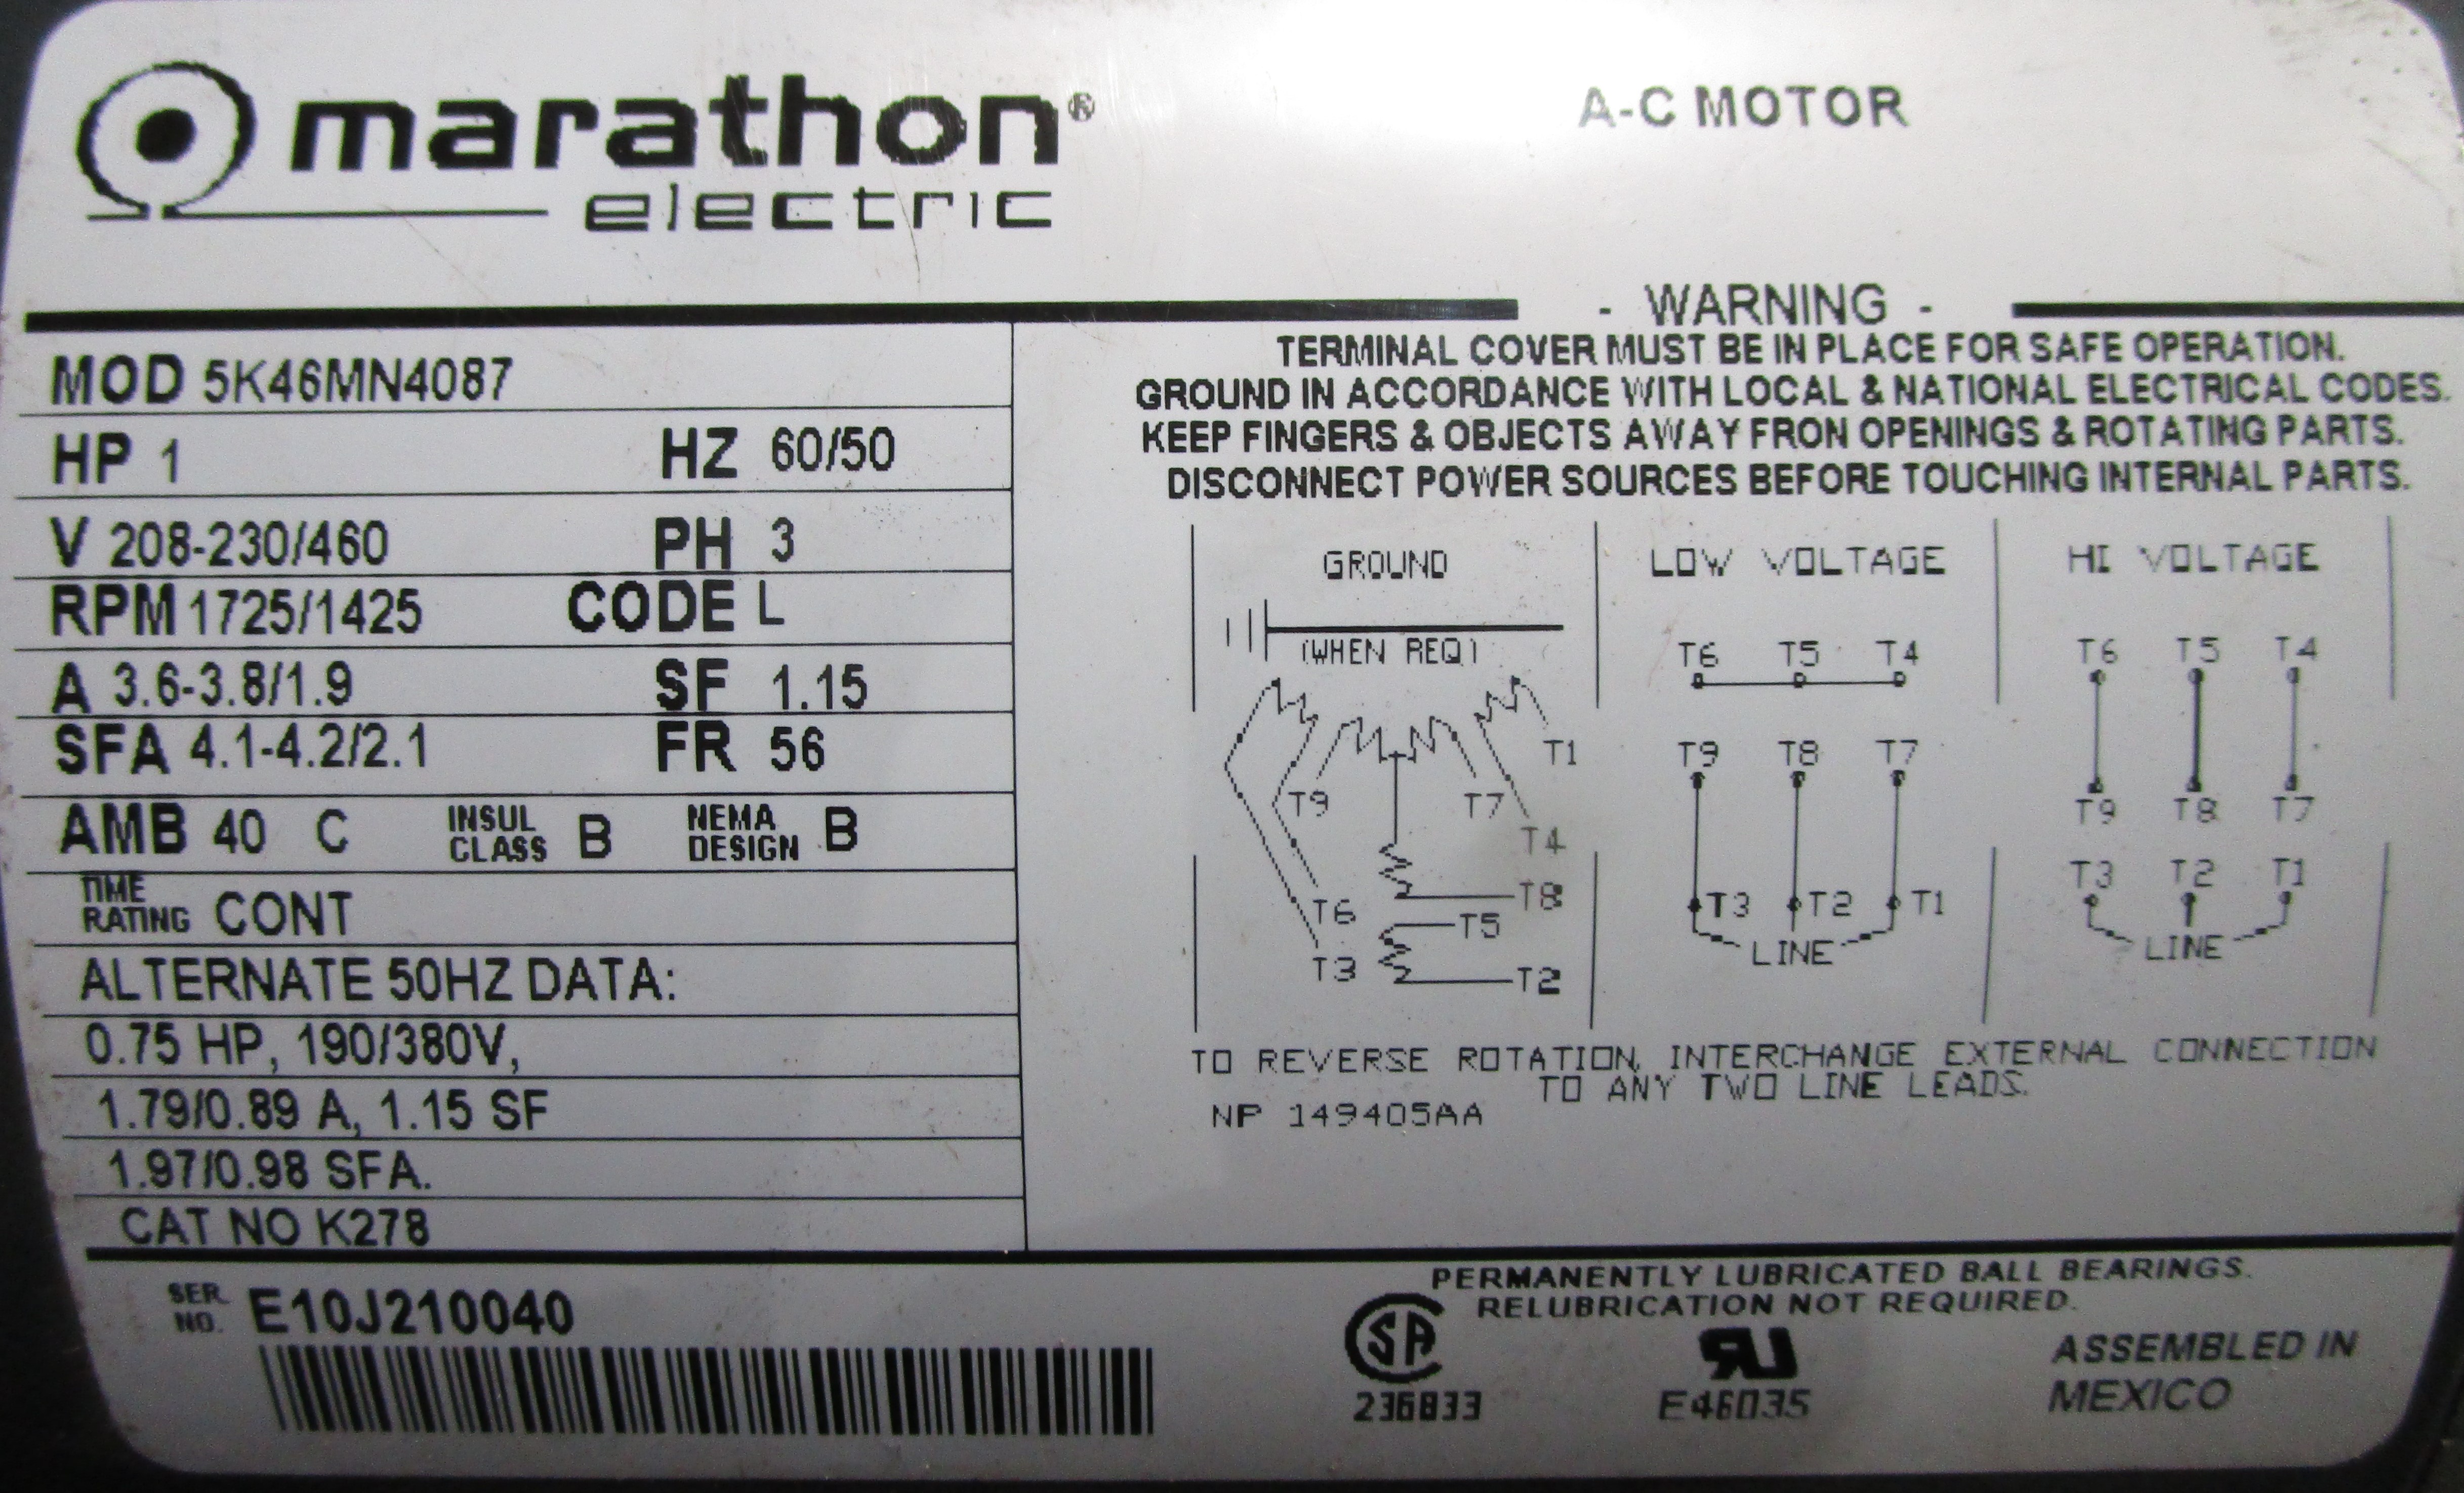 marathon®
electric
A-C MOTOR
MOD 5K46MN4087
HP 1 HZ 60/50
V 208-230/460 PH 3
RPM 1725/1425 CODE L
A 3.6-3.8/1.9 SF 1.15
SFA 4.1-4.2/2.1 FR 56
AMB 40 C INSUL CLASS B NEMA DESIGN B
TIME RATING CONT
ALTERNATE 50HZ DATA:
0.75 HP, 190/380V,
1.79/0.89 A, 1.15 SF
1.97/0.98 SFA.
CAT NO K278
- WARNING -
TERMINAL COVER MUST BE IN PLACE FOR SAFE OPERATION.
GROUND IN ACCORDANCE WITH LOCAL & NATIONAL ELECTRICAL CODES.
KEEP FINGERS & OBJECTS AWAY FRON OPENINGS & ROTATING PARTS.
DISCONNECT POWER SOURCES BEFORE TOUCHING INTERNAL PARTS.
GROUND
(WHEN REQ)
T1
T9 T7
T4
T8
T6 T5
T3 T2
LOW VOLTAGE
T6 T5 T4
T9 T8 T7
T3 T2 T1
LINE
HI VOLTAGE
T6 T5 T4
T9 T8 T7
T3 T2 T1
LINE
TO REVERSE ROTATION, INTERCHANGE EXTERNAL CONNECTION
TO ANY TWO LINE LEADS.
NP 149405AA
SER. NO. E10J210040
PERMANENTLY LUBRICATED BALL BEARINGS.
RELUBRICATION NOT REQUIRED.
SA
236833
RU
E46035
ASSEMBLED IN
MEXICO